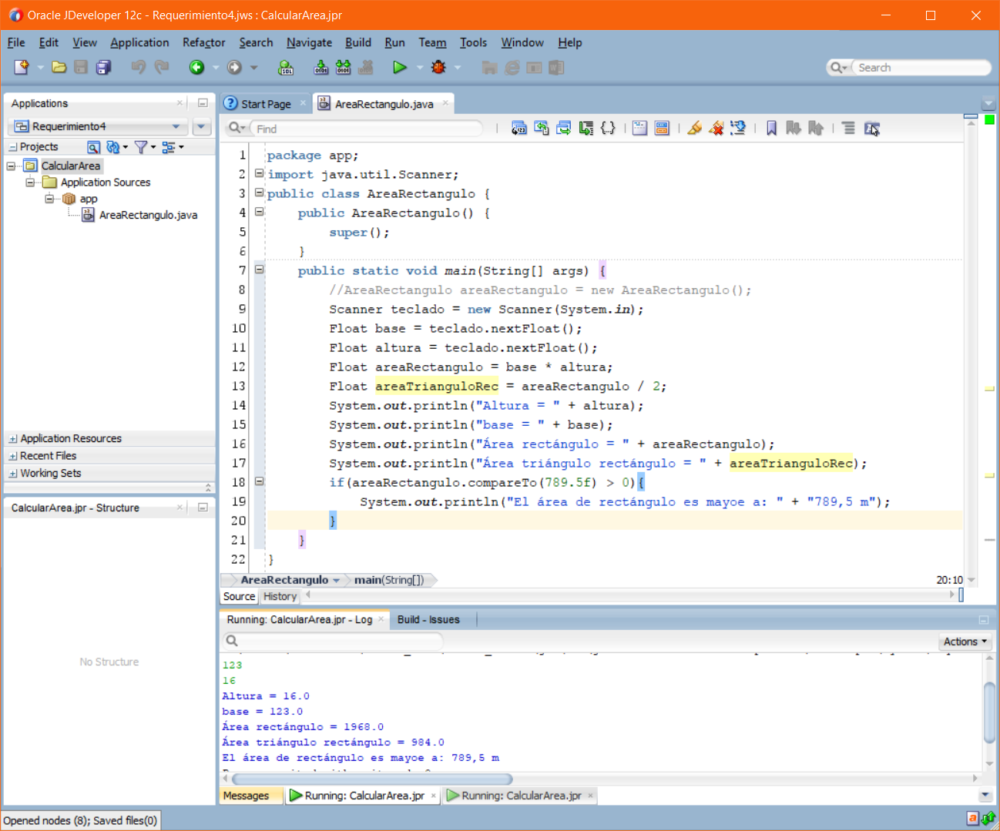 Oracle JDeveloper 12c - Requerimiento4.jws : CalcularArea.jpr
File Edit View Application Refactor Search Navigate Build Run Team Tools Window Help
Search
Applications
Requerimiento4
Projects
CalcularArea
Application Sources
app
AreaRectangulo.java
Application Resources
Recent Files
Working Sets
CalcularArea.jpr - Structure
No Structure
Start Page
AreaRectangulo.java
Find
1 package app;
2 import java.util.Scanner;
3 public class AreaRectangulo {
4 public AreaRectangulo() {
5 super();
6 }
7 public static void main(String[] args) {
8 //AreaRectangulo areaRectangulo = new AreaRectangulo();
9 Scanner teclado = new Scanner(System.in);
10 Float base = teclado.nextFloat();
11 Float altura = teclado.nextFloat();
12 Float areaRectangulo = base * altura;
13 Float areaTrianguloRec = areaRectangulo / 2;
14 System.out.println("Altura = " + altura);
15 System.out.println("base = " + base);
16 System.out.println("Área rectángulo = " + areaRectangulo);
17 System.out.println("Área triángulo rectángulo = " + areaTrianguloRec);
18 if(areaRectangulo.compareTo(789.5f) > 0){
19 System.out.println("El área de rectángulo es mayoe a: " + "789,5 m");
20 }
21 }
22 }
AreaRectangulo main(String[])
20:10
Source History
Running: CalcularArea.jpr - Log
Build - Issues
Actions
123
16
Altura = 16.0
base = 123.0
Área rectángulo = 1968.0
Área triángulo rectángulo = 984.0
El área de rectángulo es mayoe a: 789,5 m
Messages
Running: CalcularArea.jpr
Running: CalcularArea.jpr
Opened nodes (8); Saved files(0)